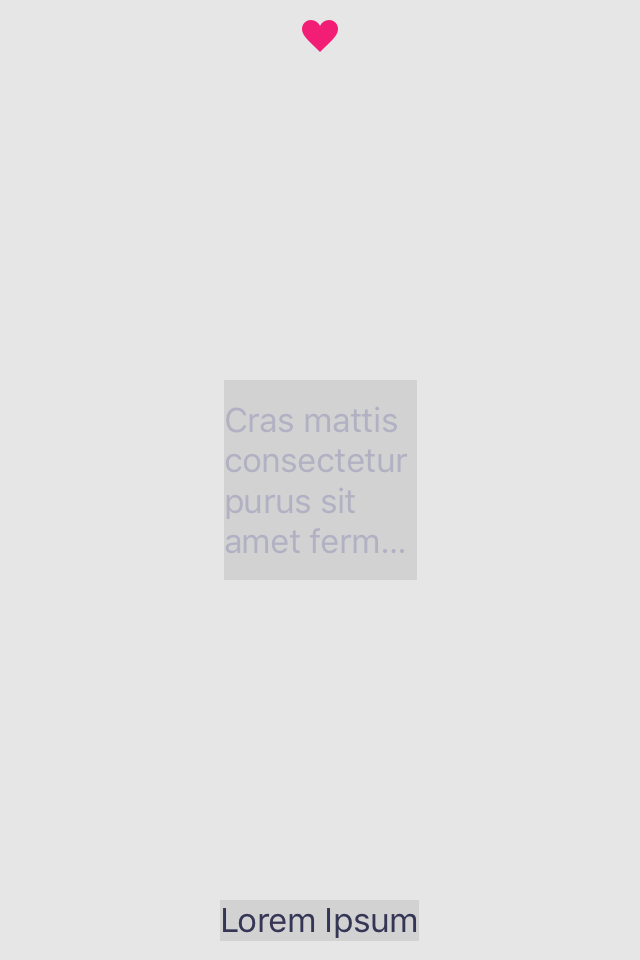 Cras mattis
consectetur
purus sit
amet ferm...
Lorem Ipsum